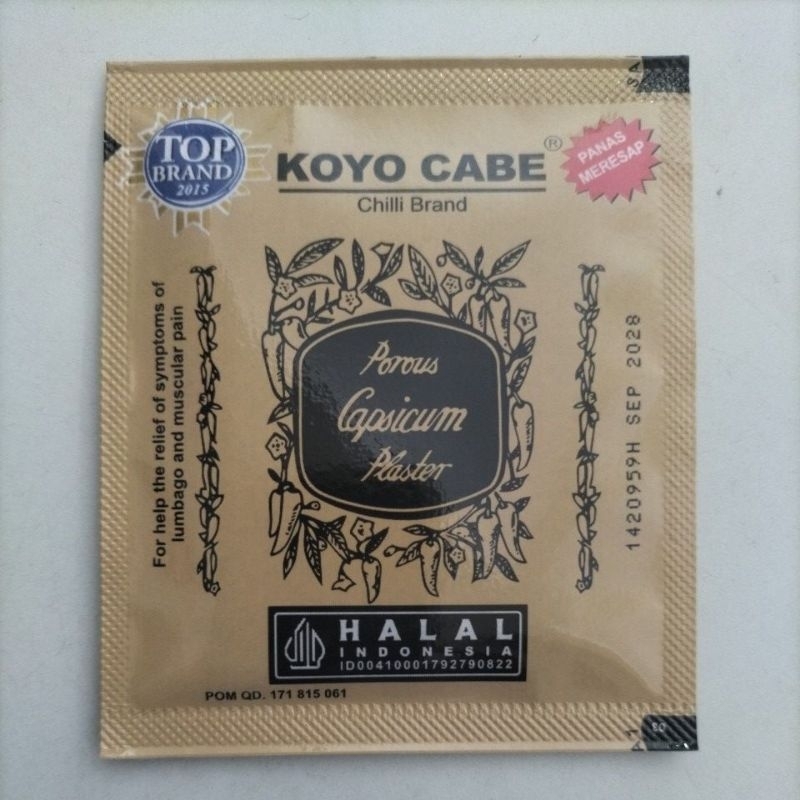 TOP
BRAND
2015
KOYO CABE®
Chilli Brand
PANAS
MERESAP
For help the relief of symptoms of
lumbago and muscular pain
Porous
Capsicum
Plaster
1420959H SEP 2028
HALAL
INDONESIA
ID00410001792790822
POM QD. 171 815 061